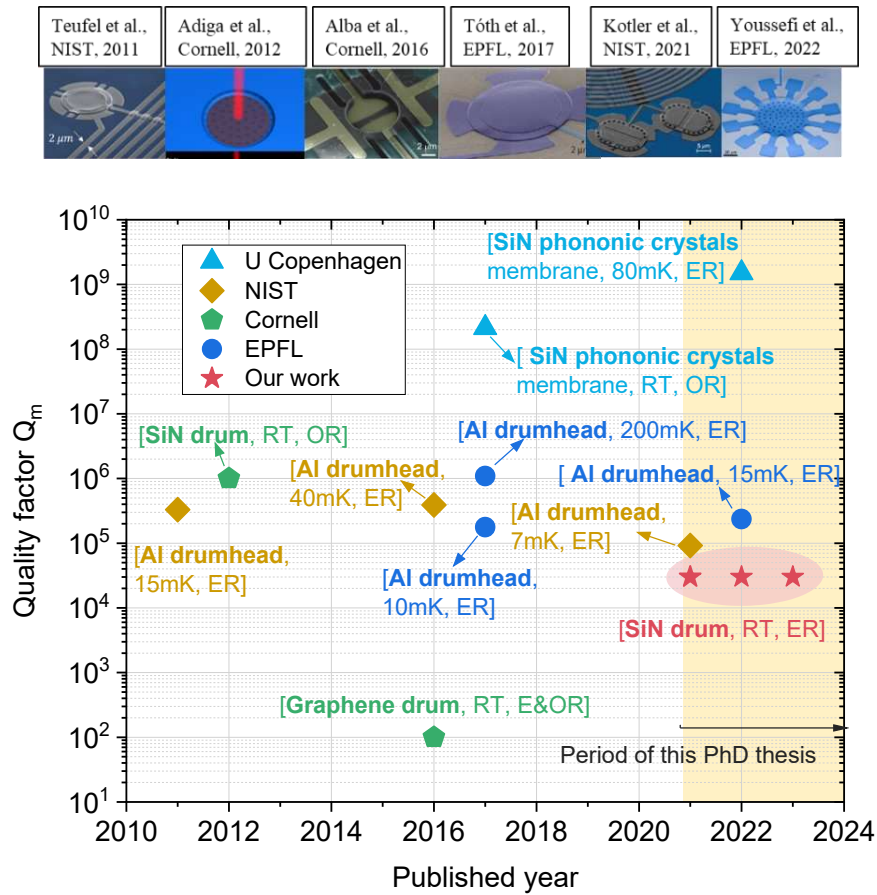 Teufel et al.,
NIST, 2011
Adiga et al.,
Cornell, 2012
Alba et al.,
Cornell, 2016
Tóth et al.,
EPFL, 2017
Kotler et al.,
NIST, 2021
Youssefi et al.,
EPFL, 2022
2 μm
2 μm
2 μ
5 μm
10^10
10^9
10^8
10^7
10^6
10^5
10^4
10^3
10^2
10^1
Quality factor Q_m
U Copenhagen
NIST
Cornell
EPFL
Our work
[SiN phononic crystals
membrane, 80mK, ER]
[ SiN phononic crystals
membrane, RT, OR]
[SiN drum, RT, OR]
[Al drumhead, 200mK, ER]
[Al drumhead,
40mK, ER]
[ Al drumhead, 15mK, ER]
[Al drumhead,
7mK, ER]
[Al drumhead,
15mK, ER]
[Al drumhead,
10mK, ER]
[SiN drum, RT, ER]
[Graphene drum, RT, E&OR]
Period of this PhD thesis
2010 2012 2014 2016 2018 2020 2022 2024
Published year